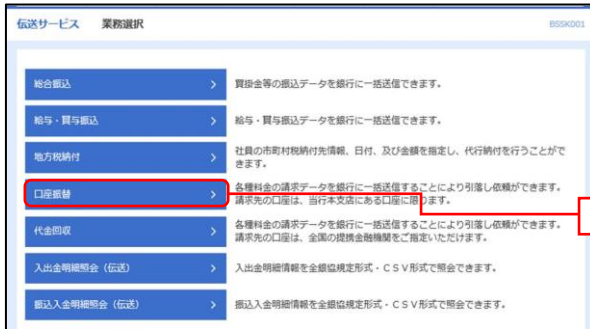 伝送サービス 業務選択 BSSK001
総合振込 買掛金等の振込データを銀行に一括送信できます。
給与・賞与振込 給与・賞与振込データを銀行に一括送信できます。
地方税納付 社員の市町村税納付先情報、日付、及び金額を指定し、代行納付を行うことがで
きます。
口座振替 各種料金の請求データを銀行に一括送信することにより引落し依頼ができます。
請求先の口座は、当行本支店にある口座に限ります。
代金回収 各種料金の請求データを銀行に一括送信することにより引落し依頼ができます。
請求先の口座は、全国の提携金融機関をご指定いただけます。
入出金明細照会（伝送） 入出金明細情報を全銀協規定形式・ＣＳＶ形式で照会できます。
振込入金明細照会（伝送） 振込入金明細情報を全銀協規定形式・ＣＳＶ形式で照会できます。